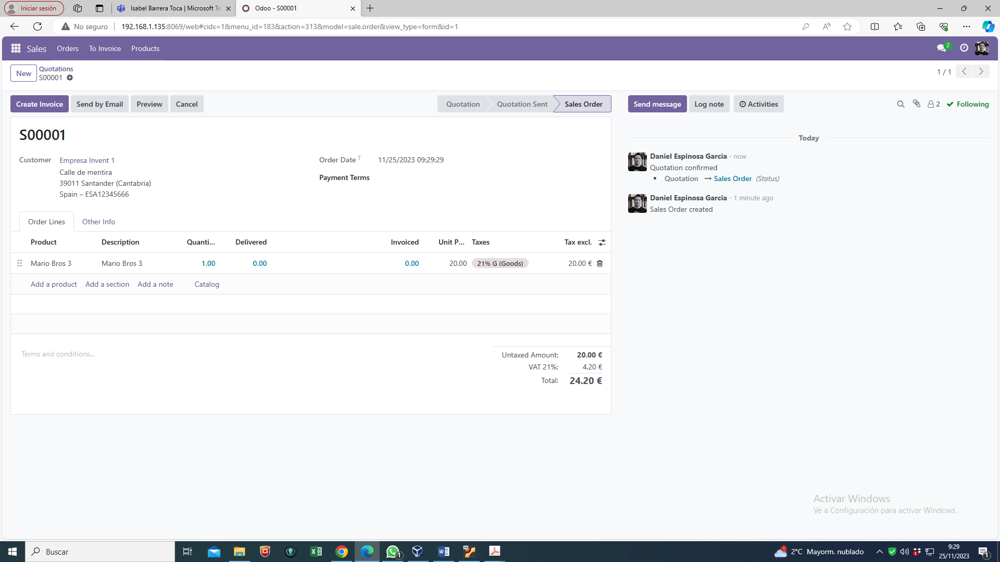 Iniciar sesión
Isabel Barrera Toca | Microsoft Te
Odoo - S00001
No seguro
192.168.1.135:8069/web#cids=1&menu_id=183&action=313&model=sale.order&view_type=form&id=1
Sales Orders To Invoice Products
2
New
Quotations
S00001
1 / 1
Create Invoice Send by Email Preview Cancel
Quotation Quotation Sent Sales Order
Send message Log note Activities
2 Following
S00001
Customer Empresa Invent 1
Calle de mentira
39011 Santander (Cantabria)
Spain – ESA12345666
Order Date ? 11/25/2023 09:29:29
Payment Terms
Today
Daniel Espinosa Garcia - now
Quotation confirmed
• Quotation → Sales Order (Status)
Daniel Espinosa Garcia - 1 minute ago
Sales Order created
Order Lines Other Info
Product Description Quanti... Delivered Invoiced Unit P... Taxes Tax excl.
Mario Bros 3 Mario Bros 3 1.00 0.00 0.00 20.00 21% G (Goods) 20.00 €
Add a product Add a section Add a note Catalog
Terms and conditions...
Untaxed Amount: 20.00 €
VAT 21%: 4.20 €
Total: 24.20 €
Activar Windows
Ve a Configuración para activar Windows.
Buscar
1
64
1
2°C Mayorm. nublado
1
9:29
25/11/2023
1